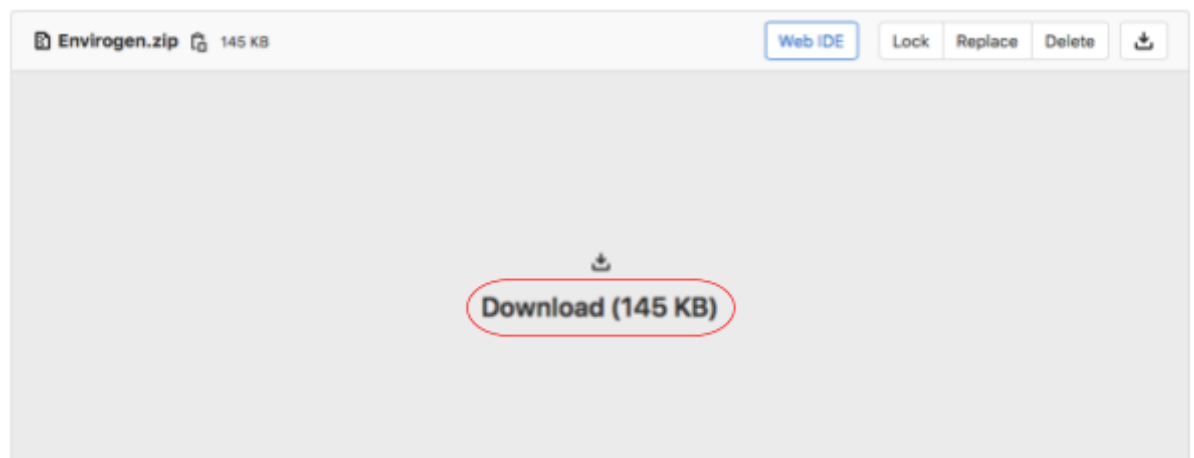 Envirogen.zip 145 KB Web IDE Lock Replace Delete
Download (145 KB)